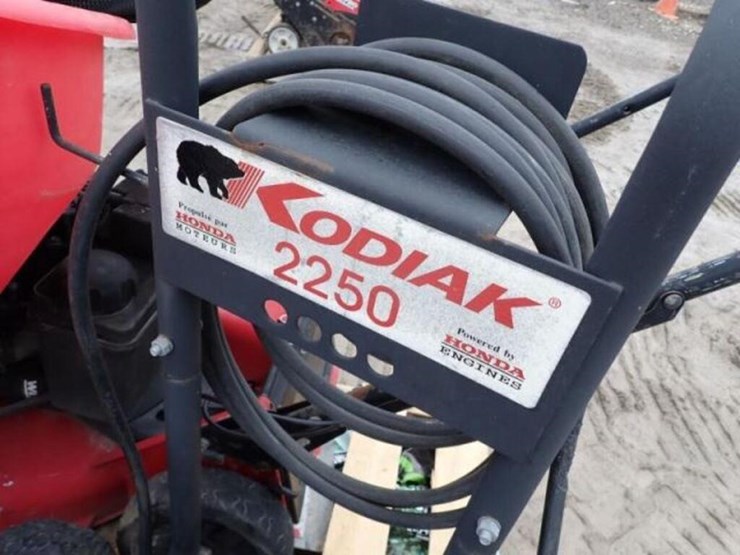 KODIAK®
2250
Propulsé par
HONDA
MOTEURS
Powered by
HONDA
ENGINES